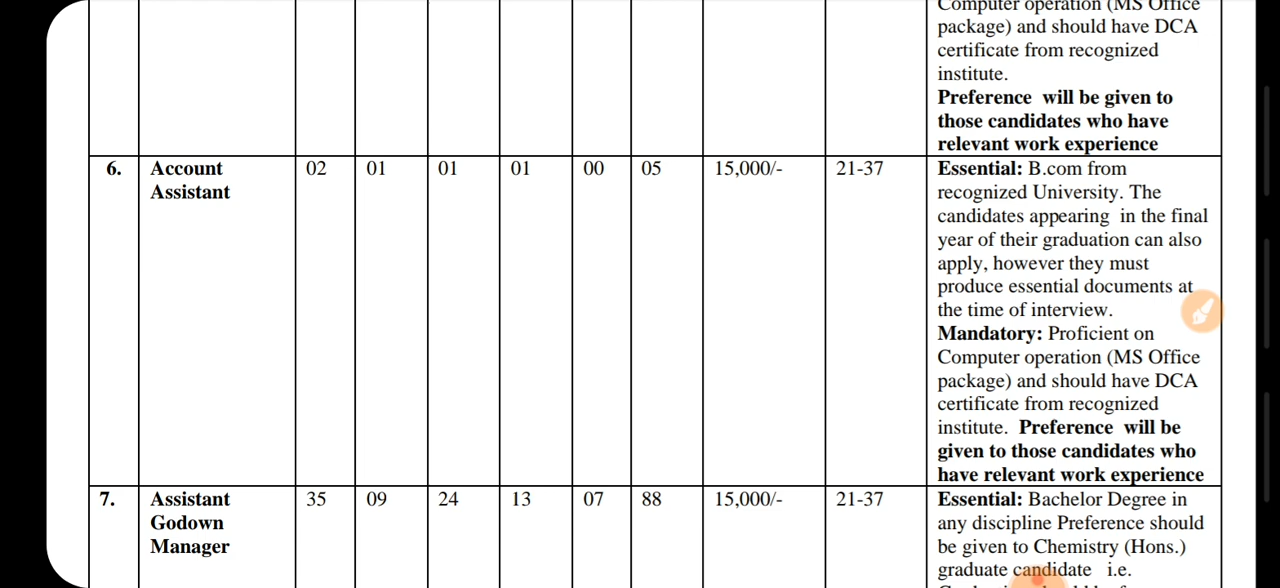 Computer operation (MS Office
package) and should have DCA
certificate from recognized
institute.
Preference will be given to
those candidates who have
relevant work experience
6. Account Assistant 02 01 01 01 00 05 15,000/- 21-37 Essential: B.com from
recognized University. The
candidates appearing in the final
year of their graduation can also
apply, however they must
produce essential documents at
the time of interview.
Mandatory: Proficient on
Computer operation (MS Office
package) and should have DCA
certificate from recognized
institute. Preference will be
given to those candidates who
have relevant work experience
7. Assistant Godown Manager 35 09 24 13 07 88 15,000/- 21-37 Essential: Bachelor Degree in
any discipline Preference should
be given to Chemistry (Hons.)
graduate candidate i.e.